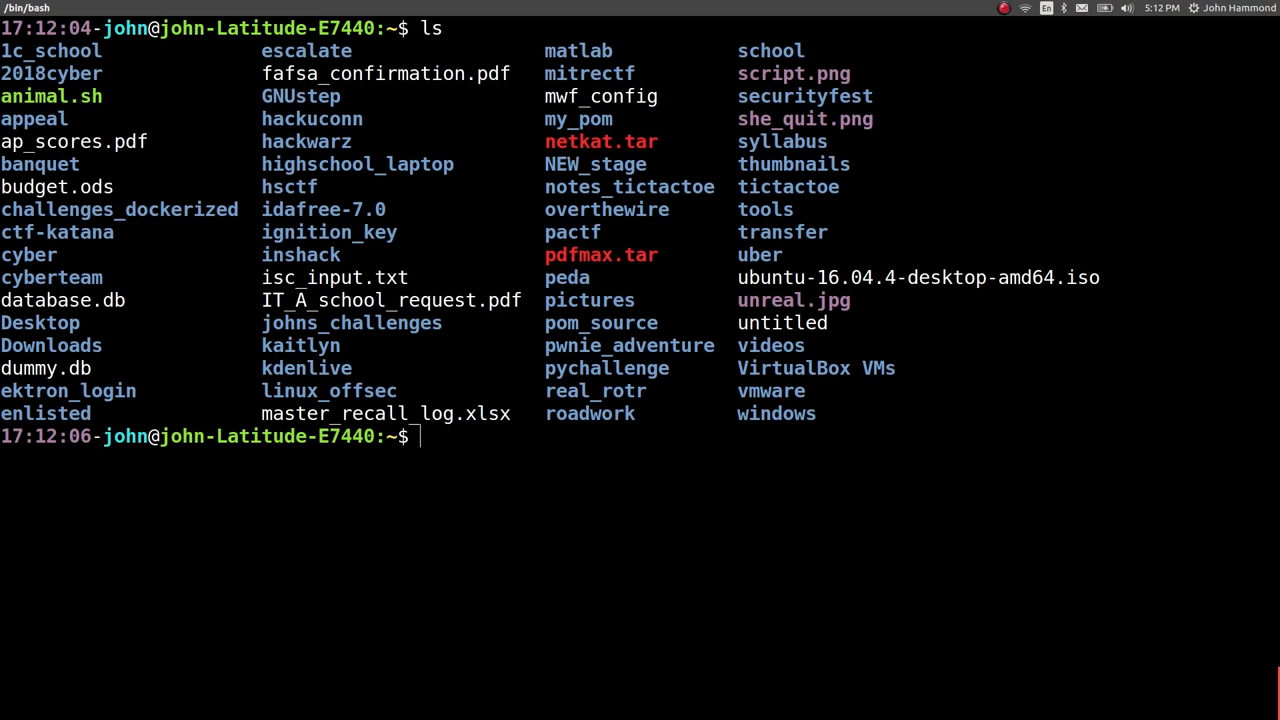 /bin/bash En 5:12 PM John Hammond
17:12:04-john@john-Latitude-E7440:~$ ls
1c_school escalate matlab school
2018cyber fafsa_confirmation.pdf mitrectf script.png
animal.sh GNUstep mwf_config securityfest
appeal hackuconn my_pom she_quit.png
ap_scores.pdf hackwarz netkat.tar syllabus
banquet highschool_laptop NEW_stage thumbnails
budget.ods hsctf notes_tictactoe tictactoe
challenges_dockerized idafree-7.0 overthewire tools
ctf-katana ignition_key pactf transfer
cyber inshack pdfmax.tar uber
cyberteam isc_input.txt peda ubuntu-16.04.4-desktop-amd64.iso
database.db IT_A_school_request.pdf pictures unreal.jpg
Desktop johns_challenges pom_source untitled
Downloads kaitlyn pwnie_adventure videos
dummy.db kdenlive pychallenge VirtualBox VMs
ektron_login linux_offsec real_rotr vmware
enlisted master_recall_log.xlsx roadwork windows
17:12:06-john@john-Latitude-E7440:~$